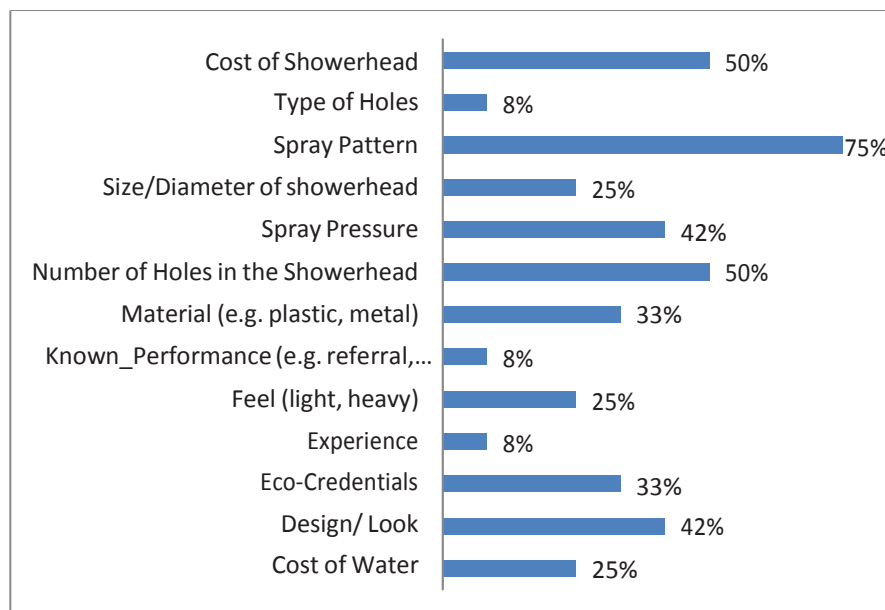 Cost of Showerhead 50%
Type of Holes 8%
Spray Pattern 75%
Size/Diameter of showerhead 25%
Spray Pressure 42%
Number of Holes in the Showerhead 50%
Material (e.g. plastic, metal) 33%
Known_Performance (e.g. referral,... 8%
Feel (light, heavy) 25%
Experience 8%
Eco-Credentials 33%
Design/ Look 42%
Cost of Water 25%